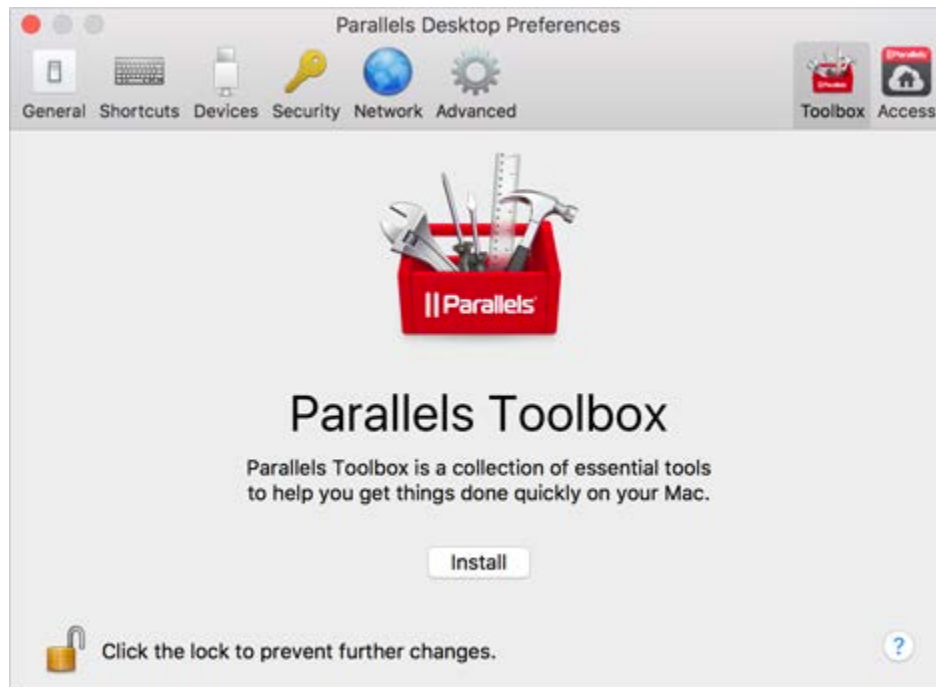 Parallels Desktop Preferences
General Shortcuts Devices Security Network Advanced Toolbox Access
|| Parallels
Parallels Toolbox
Parallels Toolbox is a collection of essential tools
to help you get things done quickly on your Mac.
Install
Click the lock to prevent further changes.
?